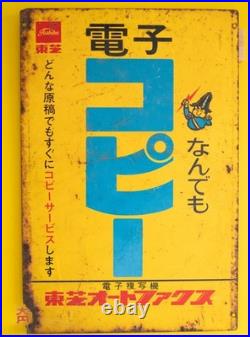 Toshiba
東芝
電子
コピー
なんでも
どんな原稿でもすぐにコピーサービスします
電子複写機
東芝オートファックス